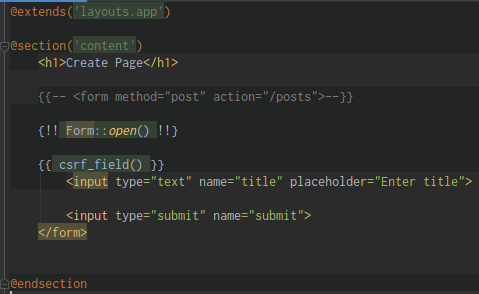 @extends('layouts.app')
@section('content')
<h1>Create Page</h1>
{{-- <form method="post" action="/posts">--}}
{!! Form::open() !!}
{{ csrf_field() }}
<input type="text" name="title" placeholder="Enter title">
<input type="submit" name="submit">
</form>
@endsection